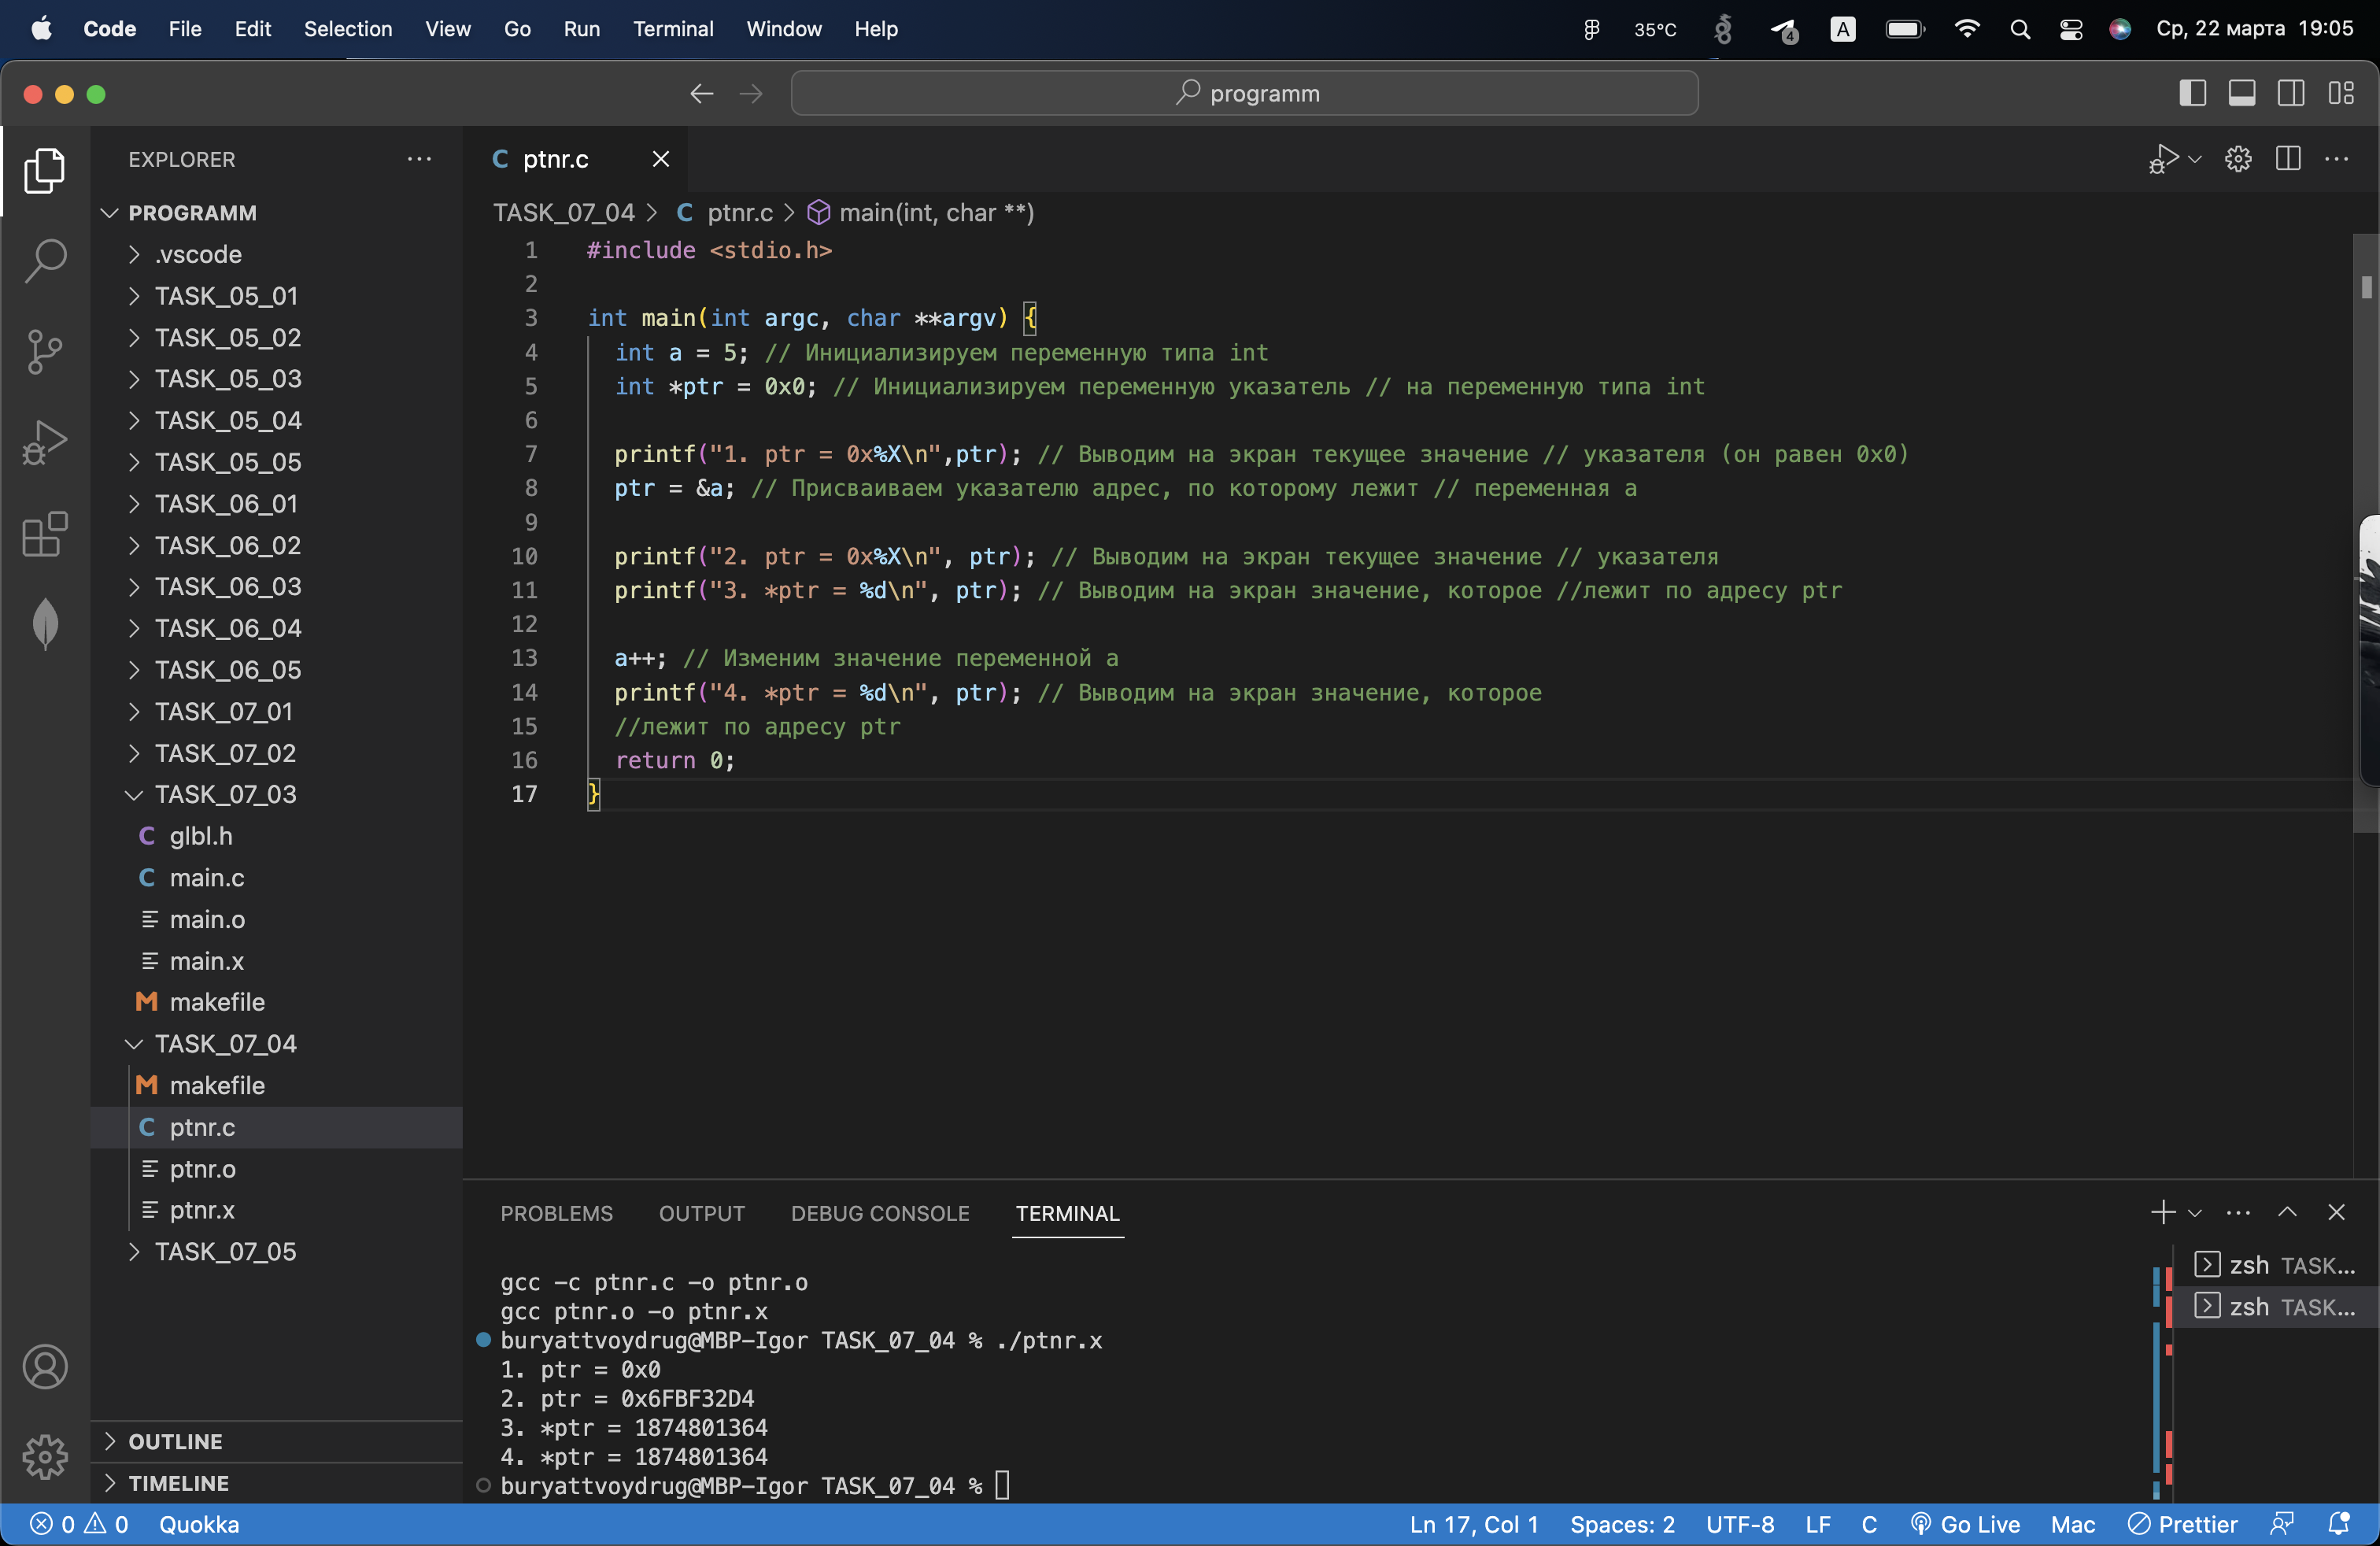 Code File Edit Selection View Go Run Terminal Window Help 35°C 4 A Ср, 22 марта 19:05
programm
EXPLORER
PROGRAMM
.vscode
TASK_05_01
TASK_05_02
TASK_05_03
TASK_05_04
TASK_05_05
TASK_06_01
TASK_06_02
TASK_06_03
TASK_06_04
TASK_06_05
TASK_07_01
TASK_07_02
TASK_07_03
C glbl.h
C main.c
main.o
main.x
M makefile
TASK_07_04
M makefile
C ptnr.c
ptnr.o
ptnr.x
TASK_07_05
OUTLINE
TIMELINE
C ptnr.c
TASK_07_04 > C ptnr.c > main(int, char **)
1 #include <stdio.h>
2
3 int main(int argc, char **argv) {
4 int a = 5; // Инициализируем переменную типа int
5 int *ptr = 0x0; // Инициализируем переменную указатель // на переменную типа int
6
7 printf("1. ptr = 0x%X\n",ptr); // Выводим на экран текущее значение // указателя (он равен 0x0)
8 ptr = &a; // Присваиваем указателю адрес, по которому лежит // переменная a
9
10 printf("2. ptr = 0x%X\n", ptr); // Выводим на экран текущее значение // указателя
11 printf("3. *ptr = %d\n", ptr); // Выводим на экран значение, которое //лежит по адресу ptr
12
13 a++; // Изменим значение переменной a
14 printf("4. *ptr = %d\n", ptr); // Выводим на экран значение, которое
15 //лежит по адресу ptr
16 return 0;
17 }
PROBLEMS OUTPUT DEBUG CONSOLE TERMINAL
gcc -c ptnr.c -o ptnr.o
gcc ptnr.o -o ptnr.x
buryattvoydrug@MBP-Igor TASK_07_04 % ./ptnr.x
1. ptr = 0x0
2. ptr = 0x6FBF32D4
3. *ptr = 1874801364
4. *ptr = 1874801364
buryattvoydrug@MBP-Igor TASK_07_04 %
zsh TASK...
zsh TASK...
0 0 Quokka Ln 17, Col 1 Spaces: 2 UTF-8 LF C Go Live Mac Prettier